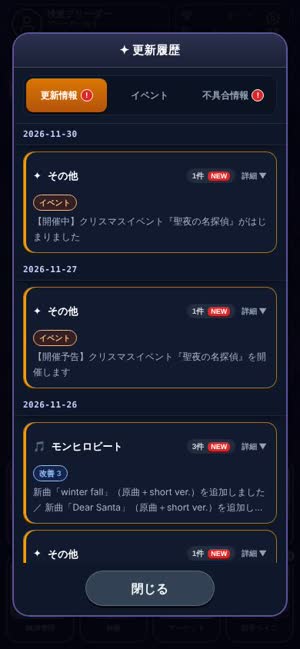 ✦ 更新履歴
更新情報 !
イベント
不具合情報 !
2026-11-30
✦ その他 1件 NEW 詳細 ▼
イベント
【開催中】クリスマスイベント『聖夜の名探偵』がはじ
まりました
2026-11-27
✦ その他 1件 NEW 詳細 ▼
イベント
【開催予告】クリスマスイベント『聖夜の名探偵』を開
催します
2026-11-26
🎵 モンヒロビート 3件 NEW 詳細 ▼
改善 3
新曲「winter fall」（原曲＋short ver.）を追加しました
／ 新曲「Dear Santa」（原曲＋short ver.）を追加し...
✦ その他 1件 NEW 詳細 ▼
閉じる